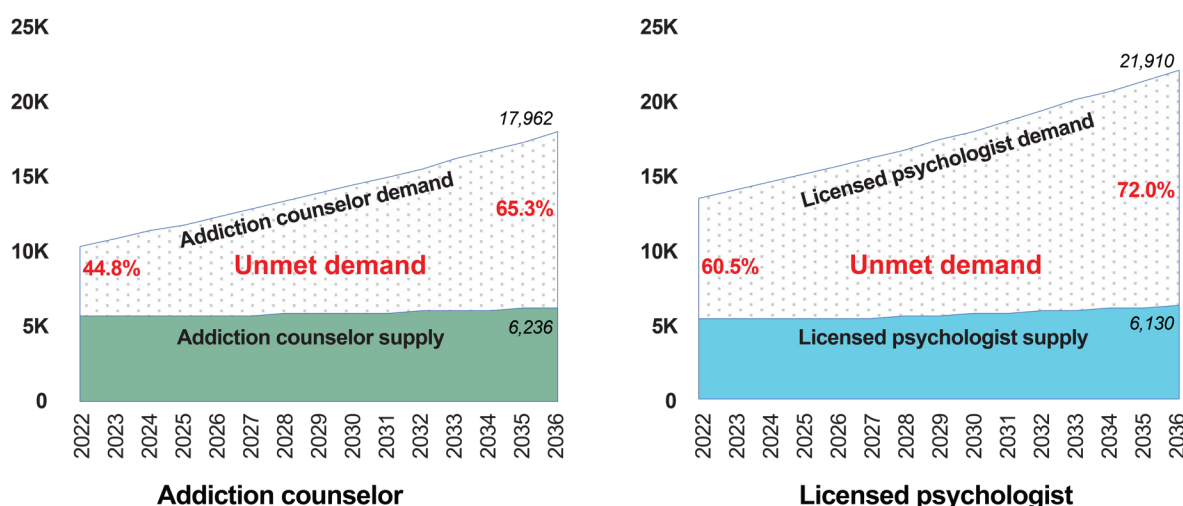 25K
20K
15K
10K
5K
0
17,962
Addiction counselor demand
65.3%
44.8%
Unmet demand
6,236
Addiction counselor supply
2022
2023
2024
2025
2026
2027
2028
2029
2030
2031
2032
2033
2034
2035
2036
Addiction counselor
25K
20K
15K
10K
5K
0
21,910
Licensed psychologist demand
72.0%
60.5%
Unmet demand
6,130
Licensed psychologist supply
2022
2023
2024
2025
2026
2027
2028
2029
2030
2031
2032
2033
2034
2035
2036
Licensed psychologist